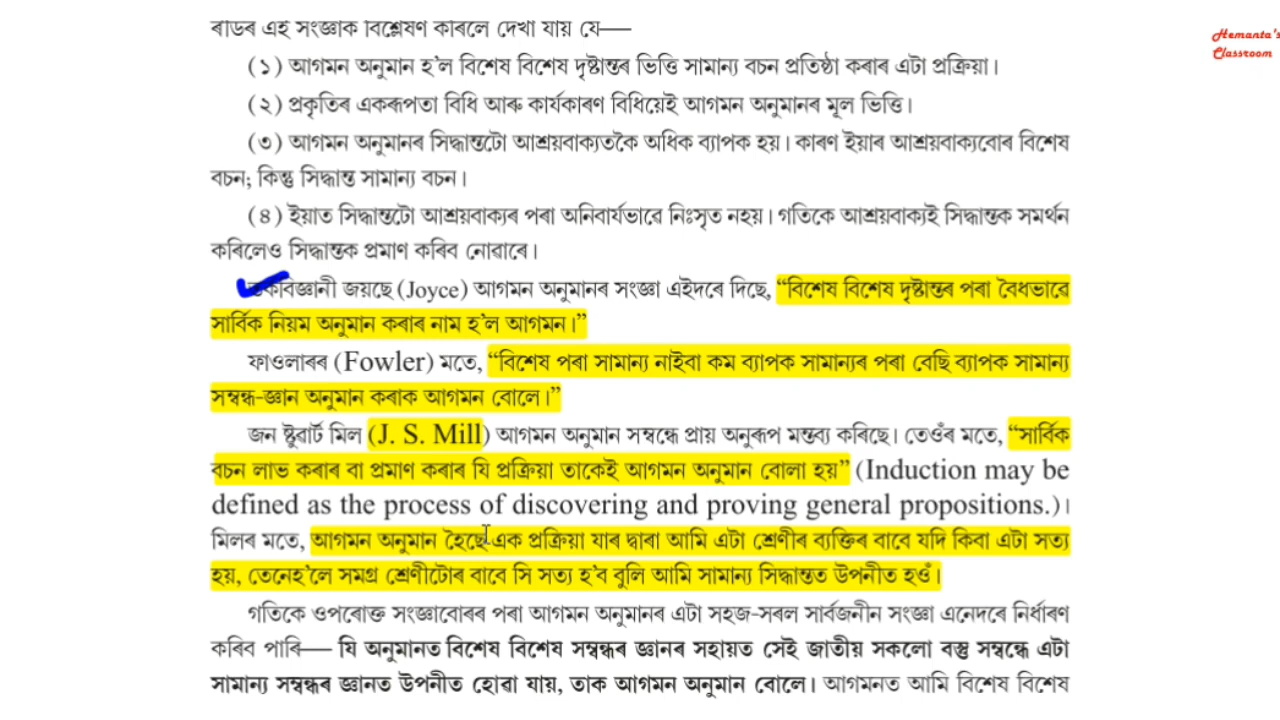 ৰীডৰ এই সংজ্ঞাক বিশ্লেষণ কৰিলে দেখা যায় যে—
Hemanta's
Classroom
(১) আগমন অনুমান হ'ল বিশেষ বিশেষ দৃষ্টান্তৰ ভিত্তি সামান্য বচন প্ৰতিষ্ঠা কৰাৰ এটা প্ৰক্ৰিয়া।
(২) প্ৰকৃতিৰ একৰূপতা বিধি আৰু কাৰ্যকাৰণ বিধিয়েই আগমন অনুমানৰ মূল ভিত্তি।
(৩) আগমন অনুমানৰ সিদ্ধান্তটো আশ্ৰয়বাক্যতকৈ অধিক ব্যাপক হয়। কাৰণ ইয়াৰ আশ্ৰয়বাক্যবোৰ বিশেষ
বচন; কিন্তু সিদ্ধান্ত সামান্য বচন।
(৪) ইয়াত সিদ্ধান্তটো আশ্ৰয়বাক্যৰ পৰা অনিবাৰ্যভাৱে নিঃসৃত নহয়। গতিকে আশ্ৰয়বাক্যই সিদ্ধান্তক সমৰ্থন
কৰিলেও সিদ্ধান্তক প্ৰমাণ কৰিব নোৱাৰে।
তৰ্কবিজ্ঞানী জয়ছে (Joyce) আগমন অনুমানৰ সংজ্ঞা এইদৰে দিছে, “বিশেষ বিশেষ দৃষ্টান্তৰ পৰা বৈধভাৱে
সাৰ্বিক নিয়ম অনুমান কৰাৰ নাম হ'ল আগমন।”
ফাওলাৰৰ (Fowler) মতে, “বিশেষ পৰা সামান্য নাইবা কম ব্যাপক সামান্যৰ পৰা বেছি ব্যাপক সামান্য
সম্বন্ধ-জ্ঞান অনুমান কৰাক আগমন বোলে।”
জন ষ্টুৱাৰ্ট মিল (J. S. Mill) আগমন অনুমান সম্বন্ধে প্ৰায় অনুৰূপ মন্তব্য কৰিছে। তেওঁৰ মতে, “সাৰ্বিক
বচন লাভ কৰাৰ বা প্ৰমাণ কৰাৰ যি প্ৰক্ৰিয়া তাকেই আগমন অনুমান বোলা হয়” (Induction may be
defined as the process of discovering and proving general propositions.)।
মিলৰ মতে, আগমন অনুমান হৈছে এক প্ৰক্ৰিয়া যাৰ দ্বাৰা আমি এটা শ্ৰেণীৰ ব্যক্তিৰ বাবে যদি কিবা এটা সত্য
হয়, তেনেহ'লে সমগ্ৰ শ্ৰেণীটোৰ বাবে সি সত্য হ'ব বুলি আমি সামান্য সিদ্ধান্তত উপনীত হওঁ।
গতিকে ওপৰোক্ত সংজ্ঞাবোৰৰ পৰা আগমন অনুমানৰ এটা সহজ-সৰল সাৰ্বজনীন সংজ্ঞা এনেদৰে নিৰ্ধাৰণ
কৰিব পাৰি— যি অনুমানত বিশেষ বিশেষ সম্বন্ধৰ জ্ঞানৰ সহায়ত সেই জাতীয় সকলো বস্তু সম্বন্ধে এটা
সামান্য সম্বন্ধৰ জ্ঞানত উপনীত হোৱা যায়, তাক আগমন অনুমান বোলে। আগমনত আমি বিশেষ বিশেষ